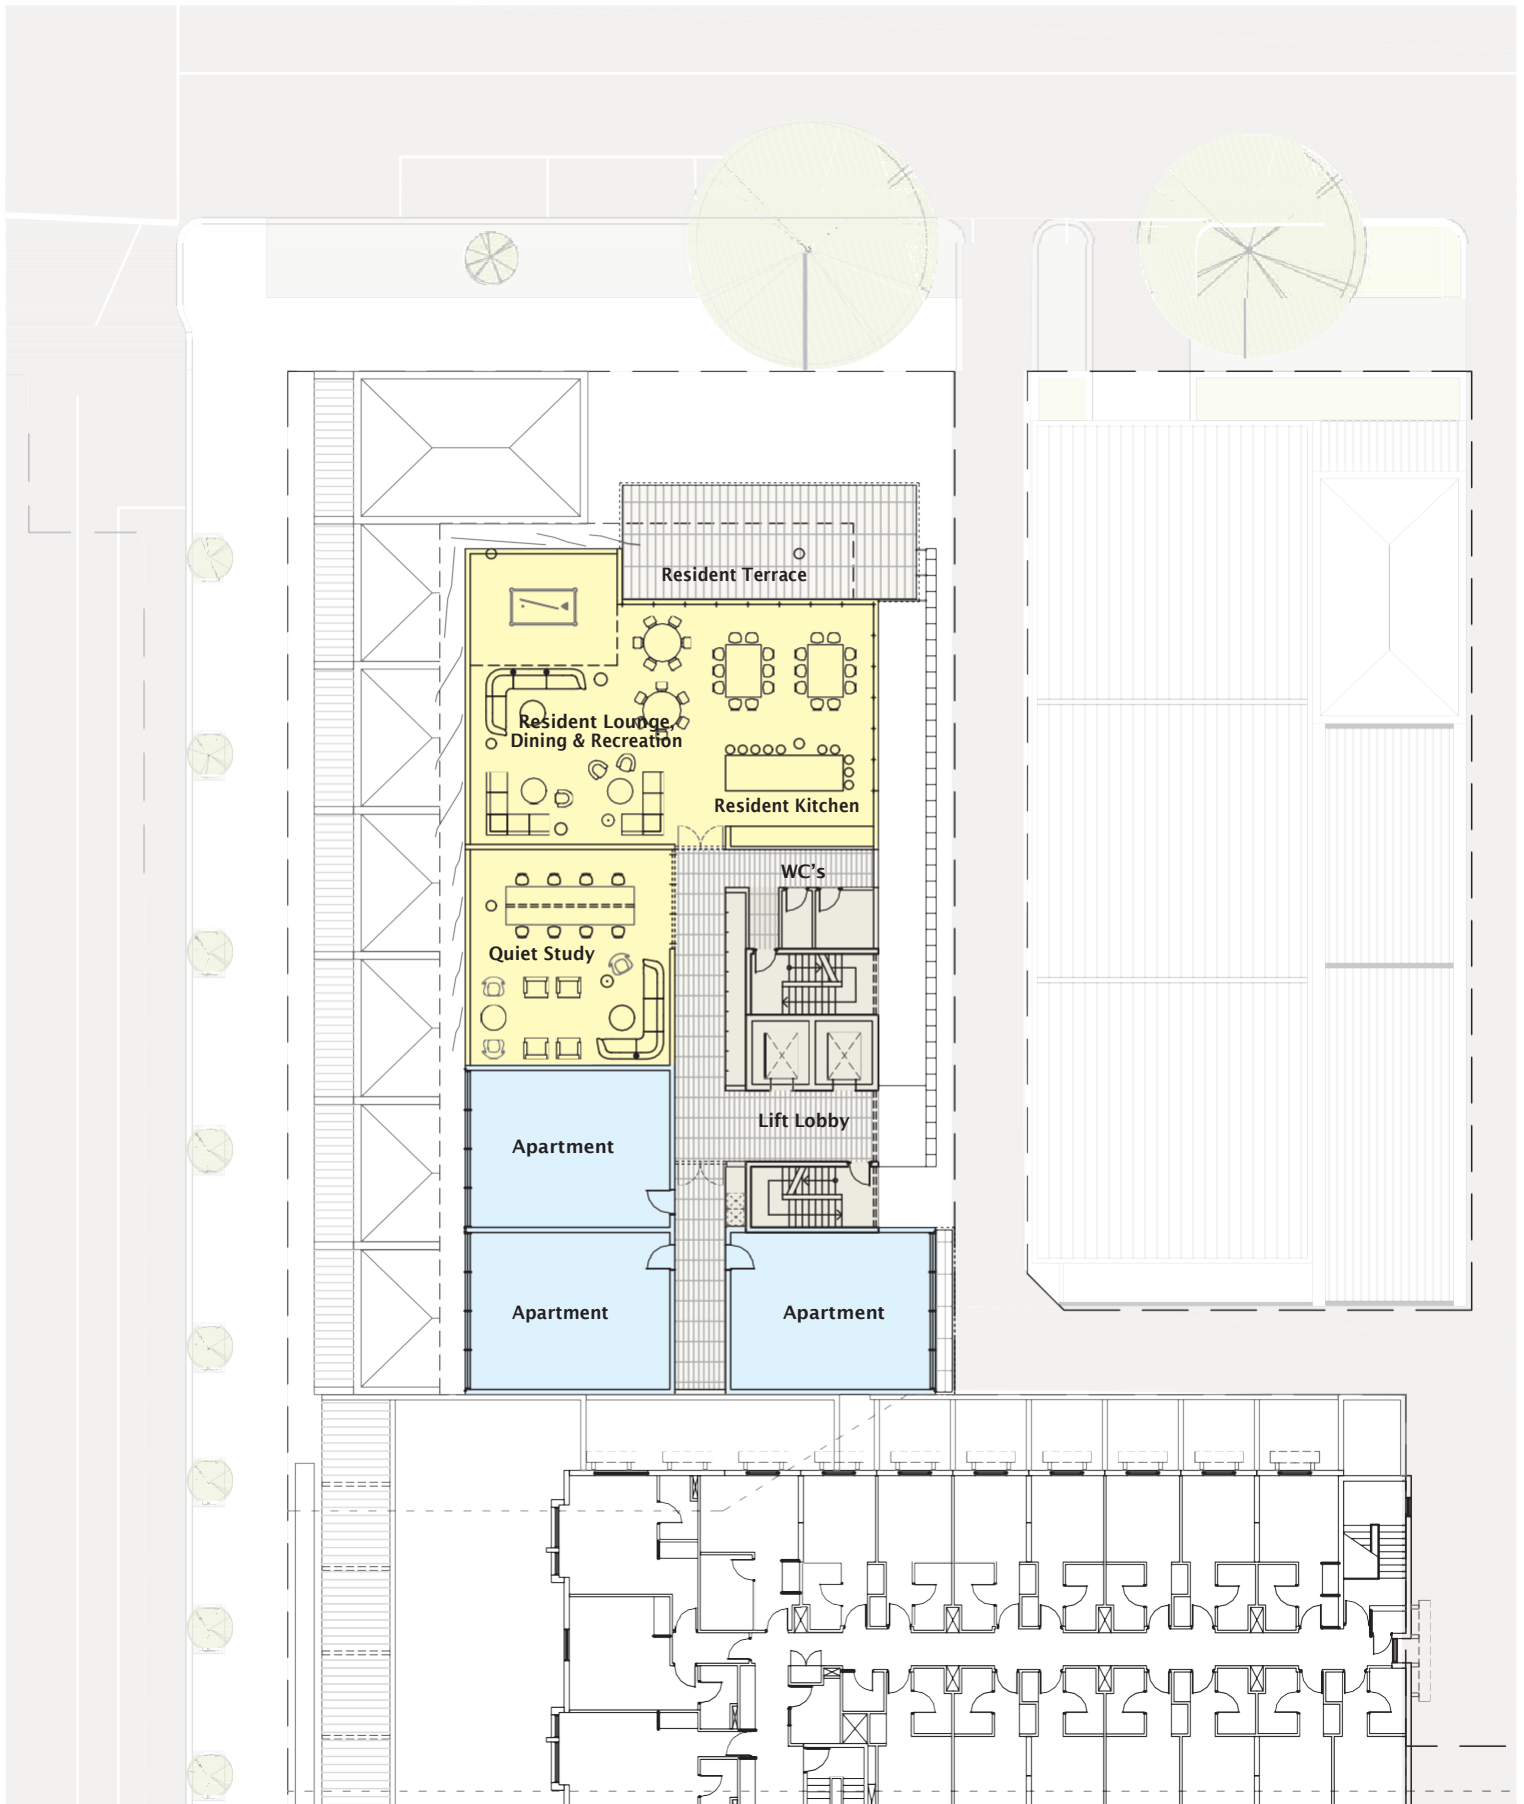 Resident Terrace
Resident Lounge,
Dining & Recreation
Resident Kitchen
WC's
Quiet Study
Lift Lobby
Apartment
Apartment
Apartment